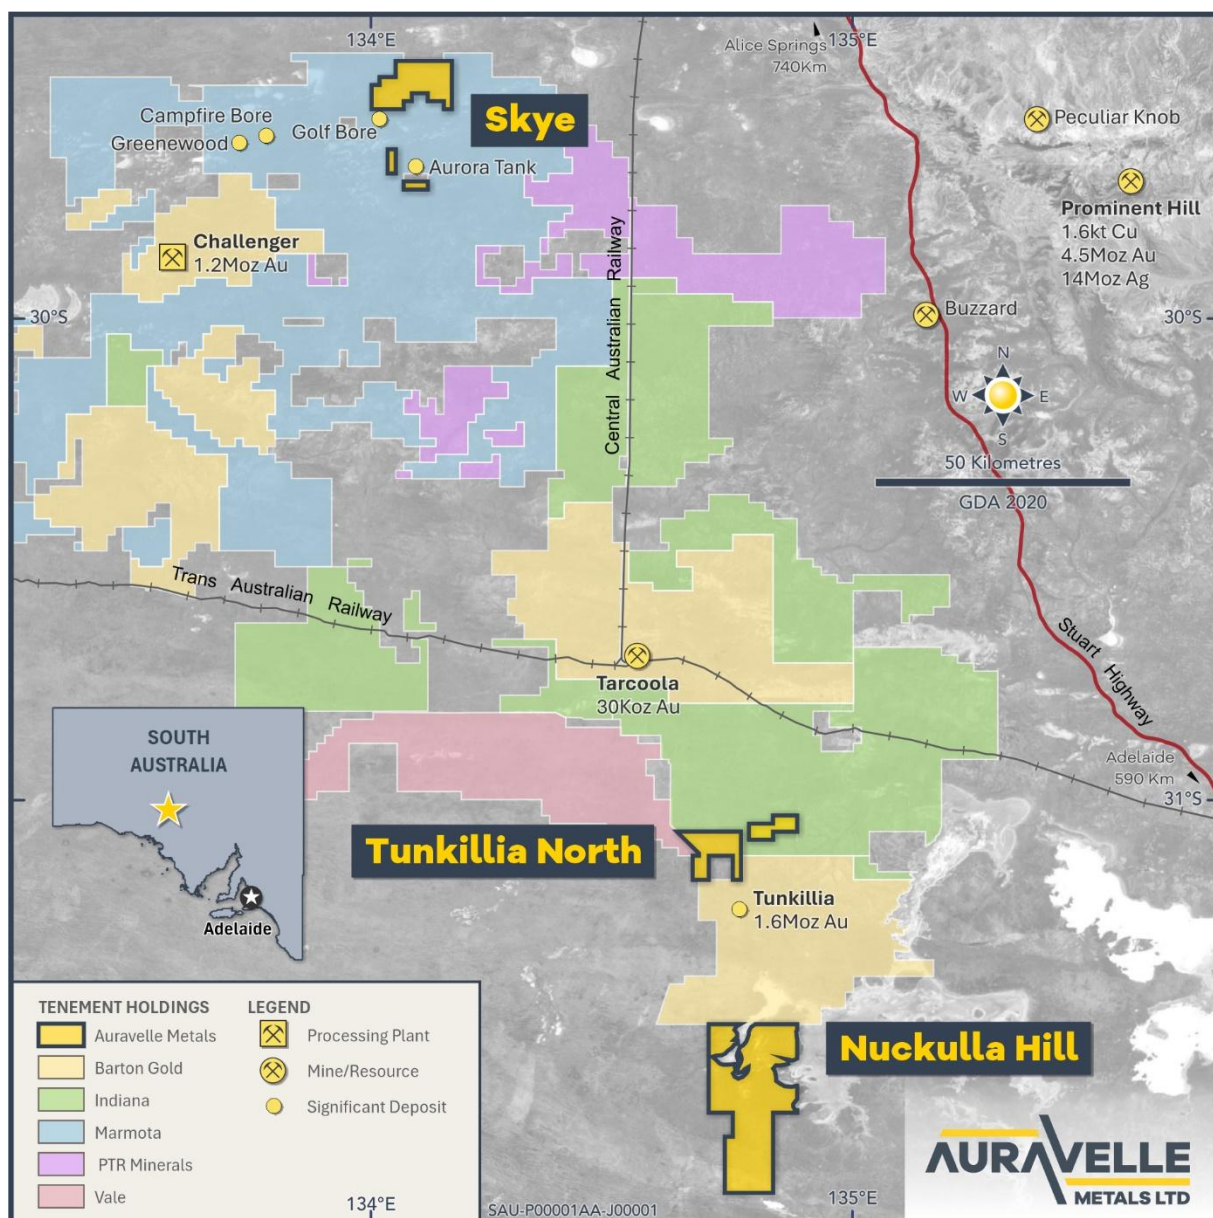 134°E
135°E
Alice Springs
740Km
Skye
Campfire Bore
Greenewood
Golf Bore
Aurora Tank
Peculiar Knob
Prominent Hill
1.6kt Cu
4.5Moz Au
14Moz Ag
Challenger
1.2Moz Au
Central Australian Railway
30°S
30°S
Buzzard
N
W
E
S
50 Kilometres
GDA 2020
Trans Australian Railway
Stuart Highway
Tarcoola
30Koz Au
Adelaide
590 Km
31°S
SOUTH
AUSTRALIA
Adelaide
Tunkillia North
Tunkillia
1.6Moz Au
Nuckulla Hill
TENEMENT HOLDINGS
Auravelle Metals
Barton Gold
Indiana
Marmota
PTR Minerals
Vale
LEGEND
Processing Plant
Mine/Resource
Significant Deposit
134°E
SAU-P00001AA-J00001
135°E
AURAVELLE
METALS LTD